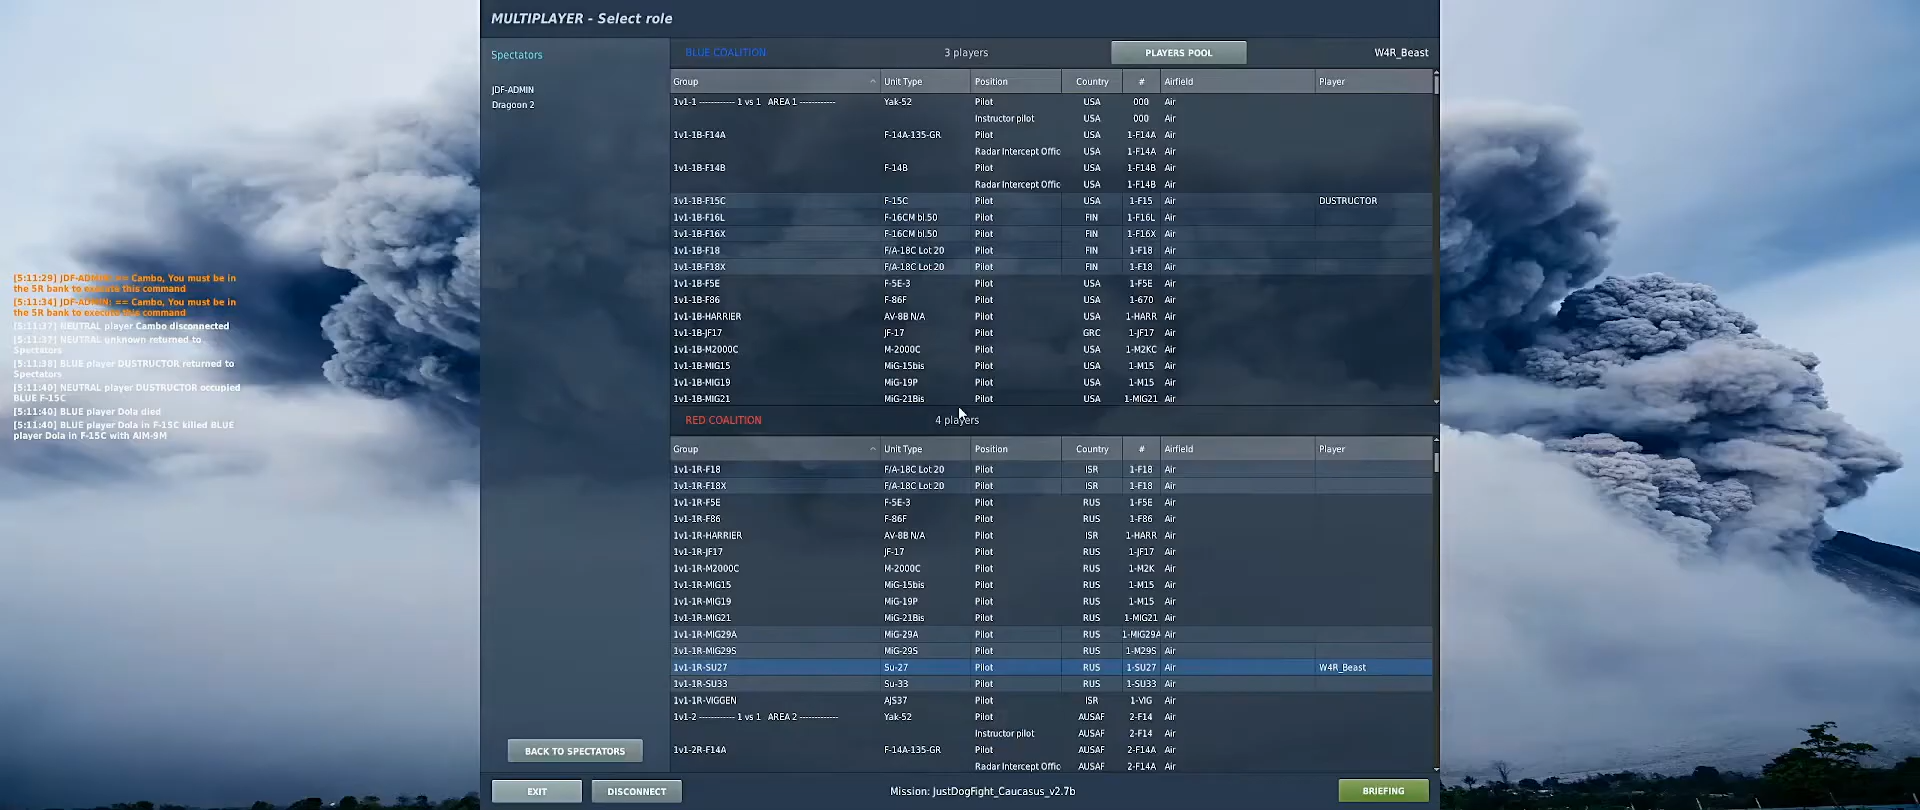 MULTIPLAYER - Select role
Spectators
JDF-ADMIN
Dragoon 2
BLUE COALITION 3 players PLAYERS POOL W4R_Beast
Group Unit Type Position Country # Airfield Player
1v1-1 ------------ 1 vs 1 AREA 1 ------------ Yak-52 Pilot USA 000 Air
Instructor pilot USA 000 Air
1v1-1B-F14A F-14A-135-GR Pilot USA 1-F14A Air
Radar Intercept Offic USA 1-F14A Air
1v1-1B-F14B F-14B Pilot USA 1-F14B Air
Radar Intercept Offic USA 1-F14B Air
1v1-1B-F15C F-15C Pilot USA 1-F15 Air DUSTRUCTOR
1v1-1B-F16L F-16CM bl.50 Pilot FIN 1-F16L Air
1v1-1B-F16X F-16CM bl.50 Pilot FIN 1-F16X Air
1v1-1B-F18 F/A-18C Lot 20 Pilot FIN 1-F18 Air
1v1-1B-F18X F/A-18C Lot 20 Pilot FIN 1-F18 Air
1v1-1B-F5E F-5E-3 Pilot USA 1-F5E Air
1v1-1B-F86 F-86F Pilot USA 1-670 Air
1v1-1B-HARRIER AV-8B N/A Pilot USA 1-HARR Air
1v1-1B-JF17 JF-17 Pilot GRC 1-JF17 Air
1v1-1B-M2000C M-2000C Pilot USA 1-M2KC Air
1v1-1B-MIG15 MiG-15bis Pilot USA 1-M15 Air
1v1-1B-MIG19 MiG-19P Pilot USA 1-M15 Air
1v1-1B-MIG21 MiG-21Bis Pilot USA 1-MIG21 Air
RED COALITION 4 players
Group Unit Type Position Country # Airfield Player
1v1-1R-F18 F/A-18C Lot 20 Pilot ISR 1-F18 Air
1v1-1R-F18X F/A-18C Lot 20 Pilot ISR 1-F18 Air
1v1-1R-F5E F-5E-3 Pilot RUS 1-F5E Air
1v1-1R-F86 F-86F Pilot RUS 1-F86 Air
1v1-1R-HARRIER AV-8B N/A Pilot ISR 1-HARR Air
1v1-1R-JF17 JF-17 Pilot RUS 1-JF17 Air
1v1-1R-M2000C M-2000C Pilot RUS 1-M2K Air
1v1-1R-MIG15 MiG-15bis Pilot RUS 1-M15 Air
1v1-1R-MIG19 MiG-19P Pilot RUS 1-M15 Air
1v1-1R-MIG21 MiG-21Bis Pilot RUS 1-MIG21 Air
1v1-1R-MIG29A MiG-29A Pilot RUS 1-MIG29A Air
1v1-1R-MIG29S MiG-29S Pilot RUS 1-M29S Air
1v1-1R-SU27 Su-27 Pilot RUS 1-SU27 Air W4R_Beast
1v1-1R-SU33 Su-33 Pilot RUS 1-SU33 Air
1v1-1R-VIGGEN AJS37 Pilot ISR 1-VIG Air
1v1-2 ------------ 1 vs 1 AREA 2 ------------ Yak-52 Pilot AUSAF 2-F14 Air
Instructor pilot AUSAF 2-F14 Air
1v1-2R-F14A F-14A-135-GR Pilot AUSAF 2-F14A Air
Radar Intercept Offic AUSAF 2-F14A Air
[5:11:29] JDF-ADMIN: == Cambo, You must be in
the 5R bank to execute this command
[5:11:34] JDF-ADMIN: == Cambo, You must be in
the 5R bank to execute this command
[5:11:37] NEUTRAL player Cambo disconnected
[5:11:37] NEUTRAL unknown returned to
Spectators
[5:11:38] BLUE player DUSTRUCTOR returned to
Spectators
[5:11:40] NEUTRAL player DUSTRUCTOR occupied
BLUE F-15C
[5:11:40] BLUE player Dola died
[5:11:40] BLUE player Dola in F-15C killed BLUE
player Dola in F-15C with AIM-9M
BACK TO SPECTATORS
EXIT DISCONNECT Mission: JustDogFight_Caucasus_v2.7b BRIEFING